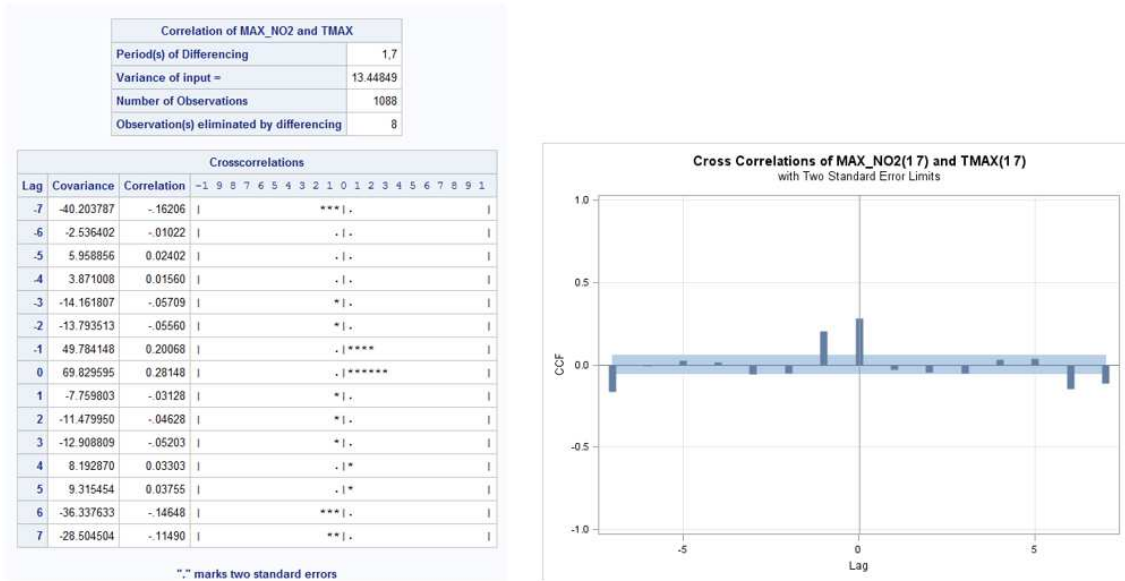 Correlation of MAX_NO2 and TMAX
Period(s) of Differencing 1,7
Variance of input = 13.44849
Number of Observations 1088
Observation(s) eliminated by differencing 8
Crosscorrelations
Lag Covariance Correlation -1 9 8 7 6 5 4 3 2 1 0 1 2 3 4 5 6 7 8 9 1
-7 -40.203787 -.16206 | ***| . |
-6 -2.536402 -.01022 | . | . |
-5 5.958856 0.02402 | . | . |
-4 3.871008 0.01560 | . | . |
-3 -14.161807 -.05709 | *| . |
-2 -13.793513 -.05560 | *| . |
-1 49.784148 0.20068 | . |**** |
0 69.829595 0.28148 | . |****** |
1 -7.759803 -.03128 | *| . |
2 -11.479950 -.04628 | *| . |
3 -12.908809 -.05203 | *| . |
4 8.192870 0.03303 | . |* |
5 9.315454 0.03755 | . |* |
6 -36.337633 -.14648 | ***| . |
7 -28.504504 -.11490 | **| . |
"." marks two standard errors
Cross Correlations of MAX_NO2(1 7) and TMAX(1 7)
with Two Standard Error Limits
1.0
0.5
0.0
-0.5
-1.0
CCF
-5 0 5
Lag